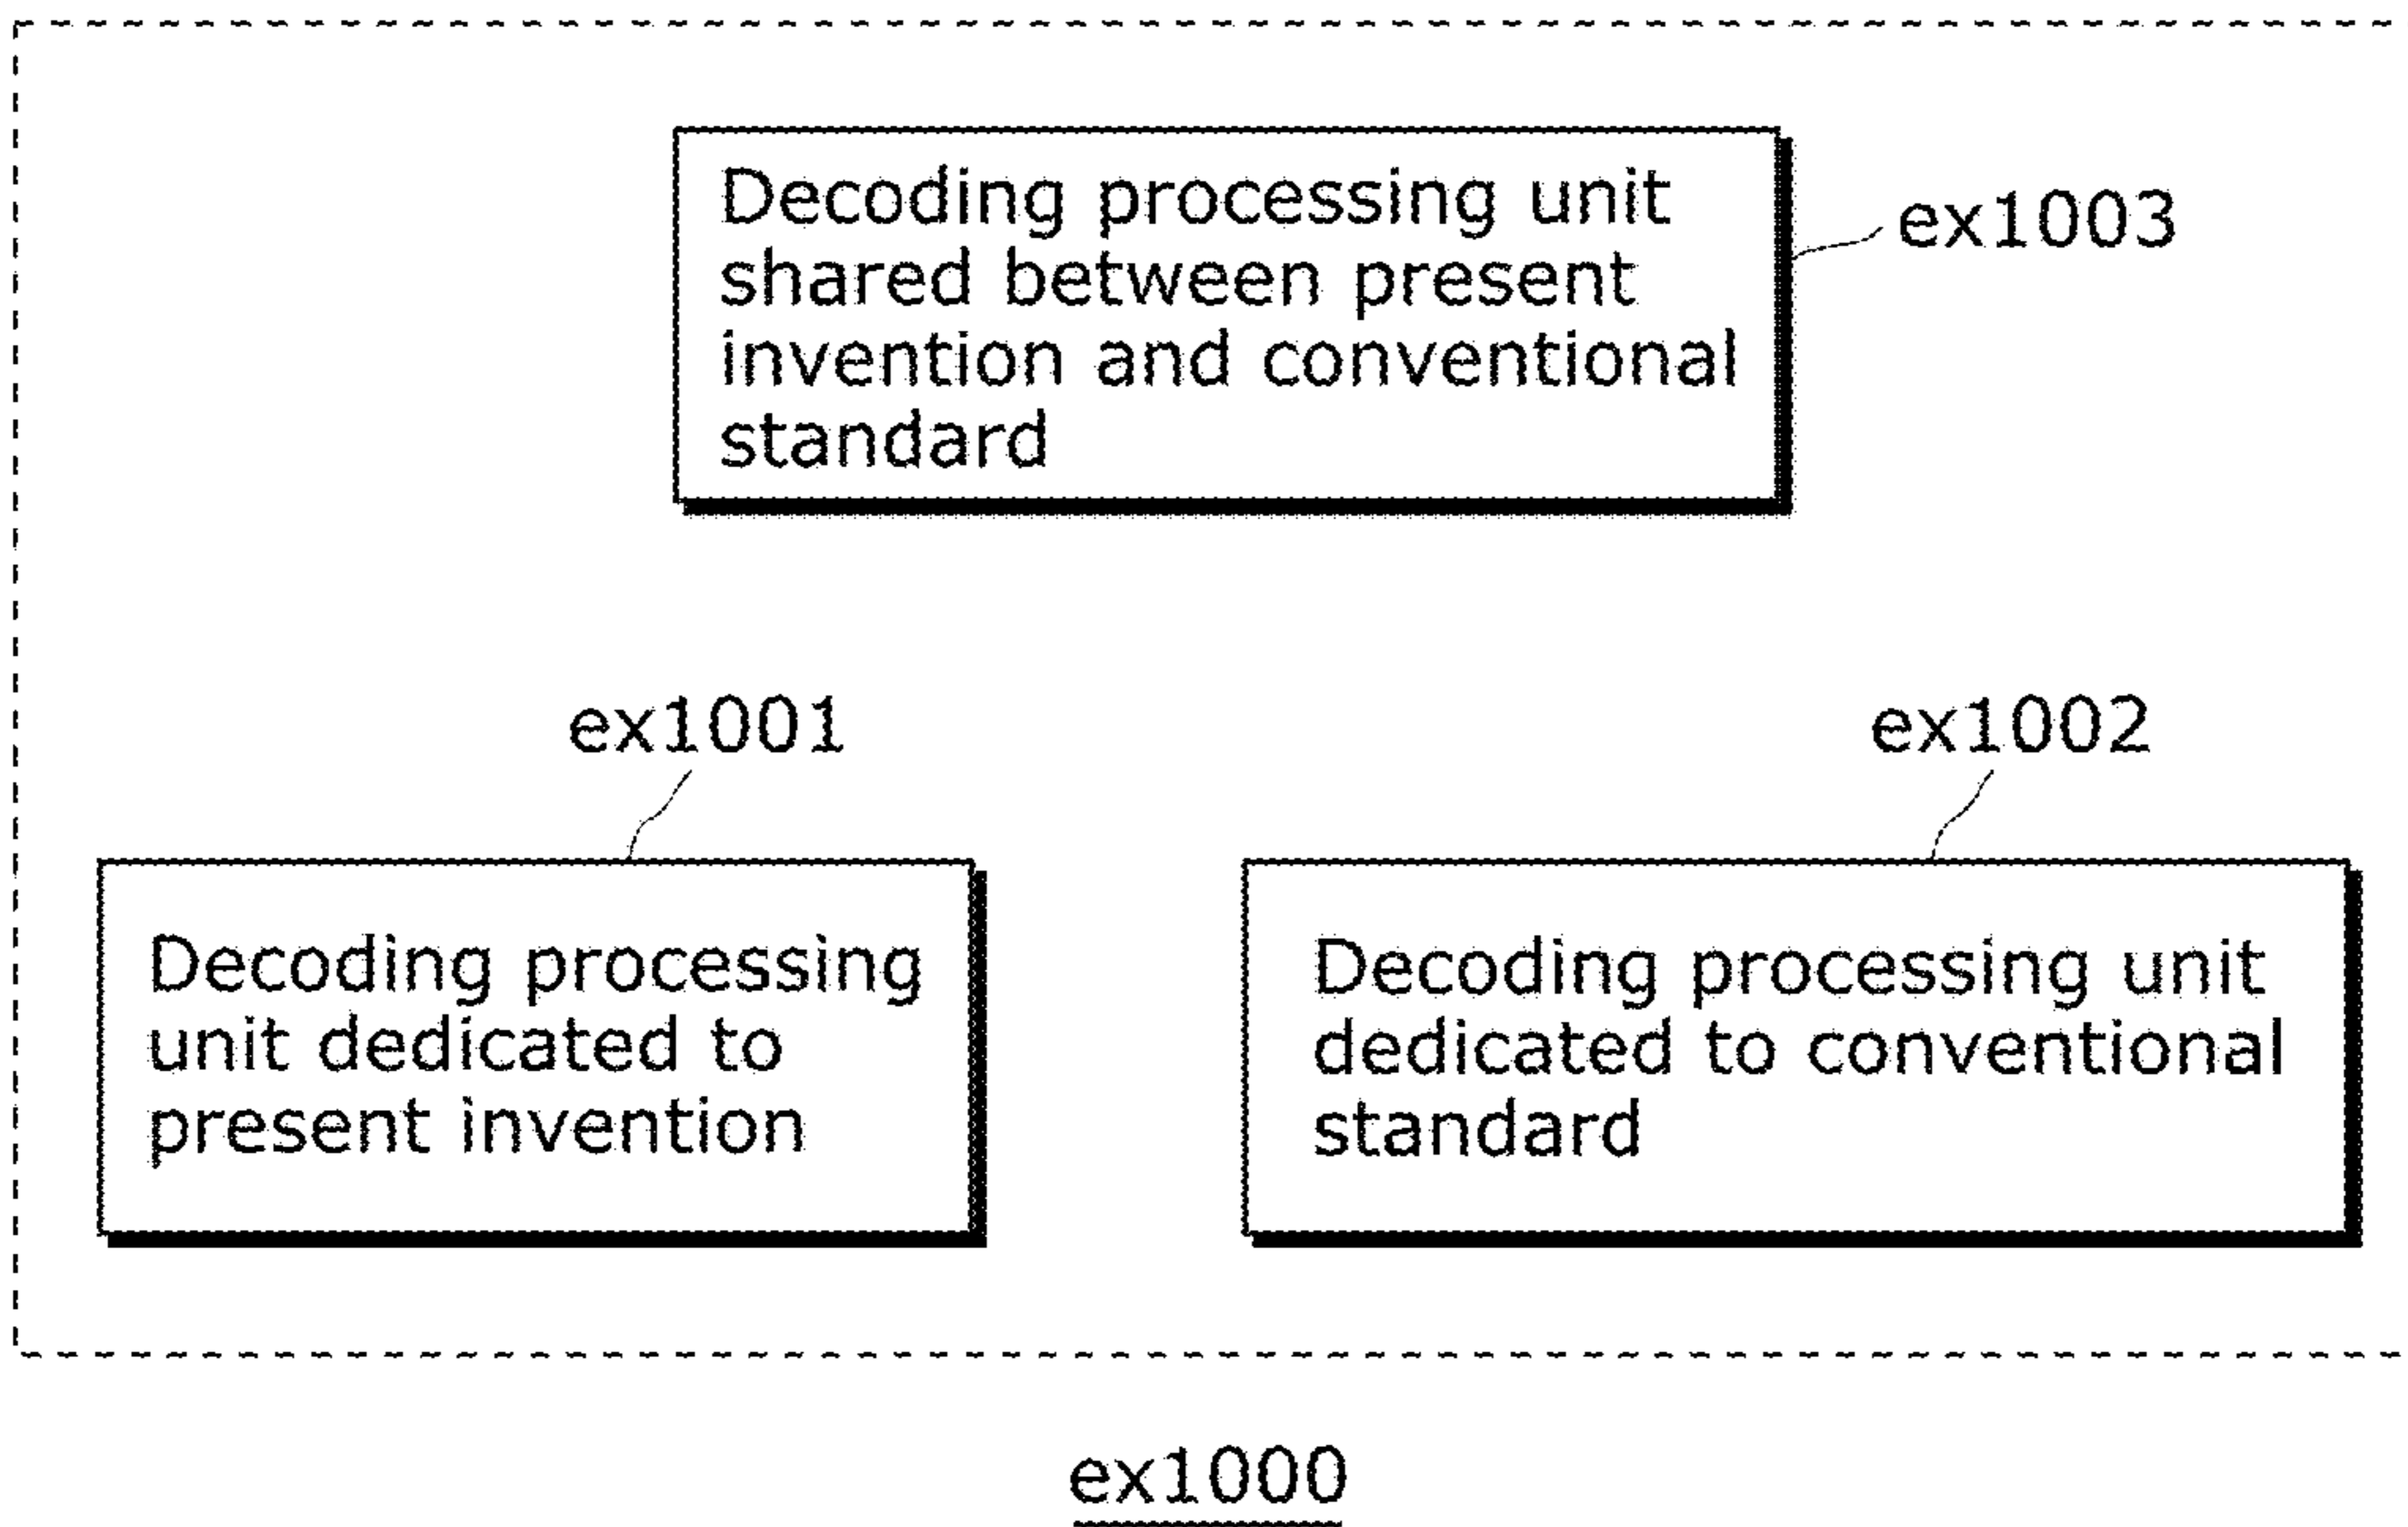 Decoding processing unit
shared between present
invention and conventional
standard
ex1003
ex1001
ex1002
Decoding processing
unit dedicated to
present invention
Decoding processing unit
dedicated to conventional
standard
ex1000